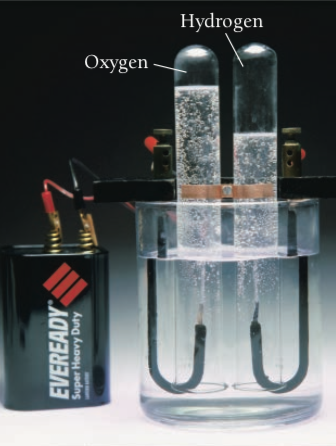 Hydrogen
Oxygen
EVEREADY®
Super Heavy Duty